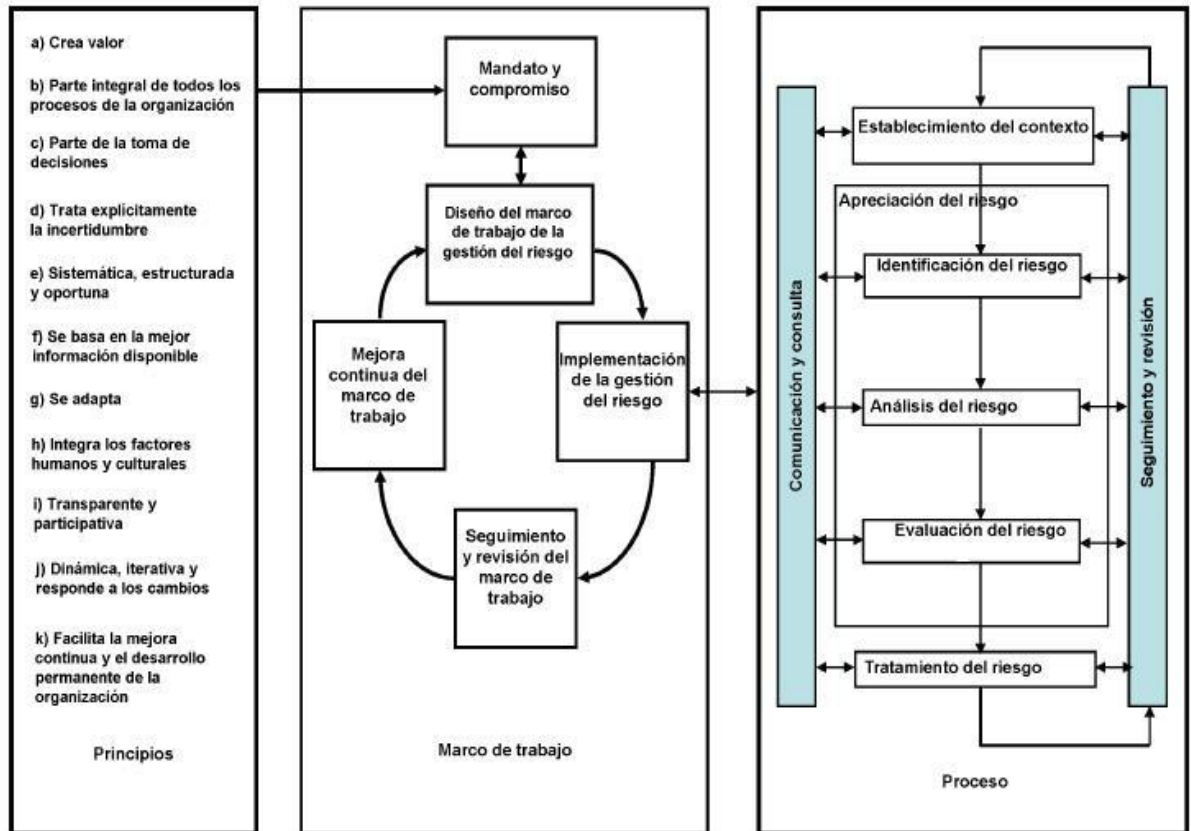 a) Crea valor
b) Parte integral de todos los
procesos de la organización
c) Parte de la toma de
decisiones
d) Trata explícitamente
la incertidumbre
e) Sistemática, estructurada
y oportuna
f) Se basa en la mejor
información disponible
g) Se adapta
h) Integra los factores
humanos y culturales
i) Transparente y
participativa
j) Dinámica, iterativa y
responde a los cambios
k) Facilita la mejora
continua y el desarrollo
permanente de la
organización
Principios
Mandato y
compromiso
Diseño del marco
de trabajo de la
gestión del riesgo
Implementación
de la gestión
del riesgo
Seguimiento
y revisión del
marco de
trabajo
Mejora
continua del
marco de
trabajo
Marco de trabajo
Comunicación y consulta
Establecimiento del contexto
Apreciación del riesgo
Identificación del riesgo
Análisis del riesgo
Evaluación del riesgo
Tratamiento del riesgo
Seguimiento y revisión
Proceso